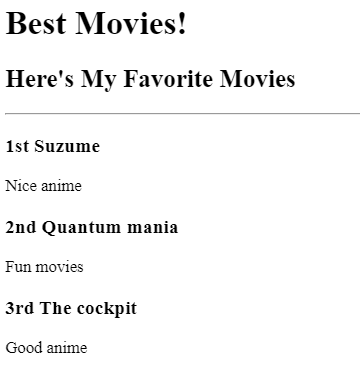 Best Movies!
Here's My Favorite Movies
1st Suzume
Nice anime
2nd Quantum mania
Fun movies
3rd The cockpit
Good anime